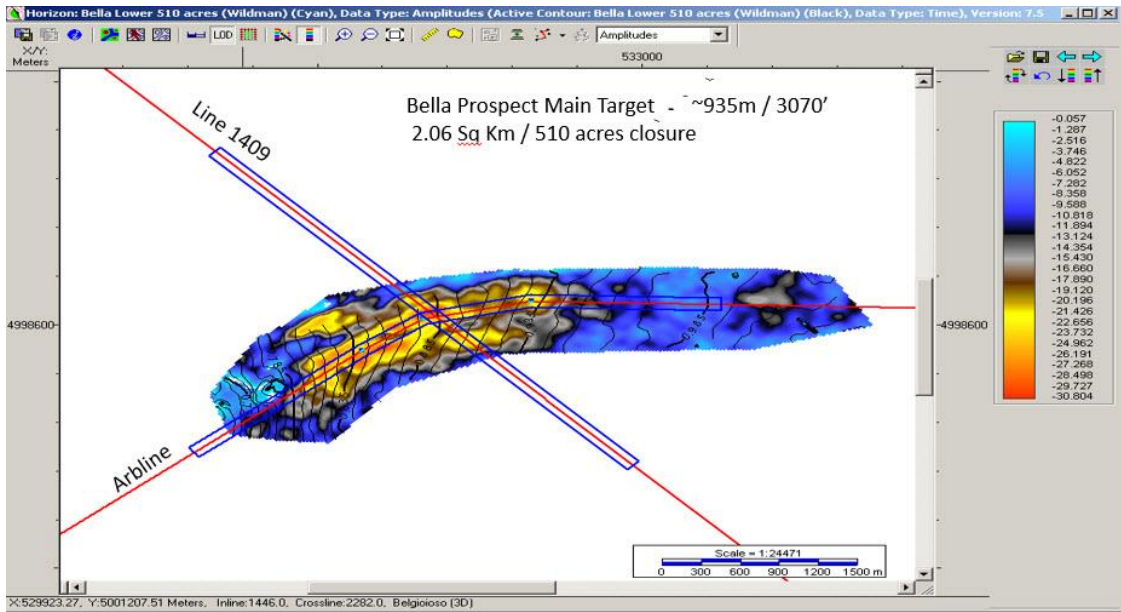 Horizon: Bella Lower 510 acres (Wildman) (Cyan), Data Type: Amplitudes (Active Contour: Bella Lower 510 acres (Wildman) (Black), Data Type: Time), Version: 7.5
LOD
Amplitudes
X/Y:
Meters
533000
Bella Prospect Main Target - ~935m / 3070’
2.06 Sq Km / 510 acres closure
Line 1409
-0.057
-1.287
-2.516
-3.746
-4.822
-6.052
-7.282
-8.358
-9.588
-10.818
-11.894
-13.124
-14.354
-15.430
-16.660
-17.890
-19.120
-20.196
-21.426
-22.656
-23.732
-24.962
-26.191
-27.268
-28.498
-29.727
-30.804
4998600
4998600
0.985
0.985
Arbline
Scale = 1:24471
0 300 600 900 1200 1500 m
X:529923.27, Y:5001207.51 Meters, Inline:1446.0, Crossline:2282.0, Belgioioso (3D)